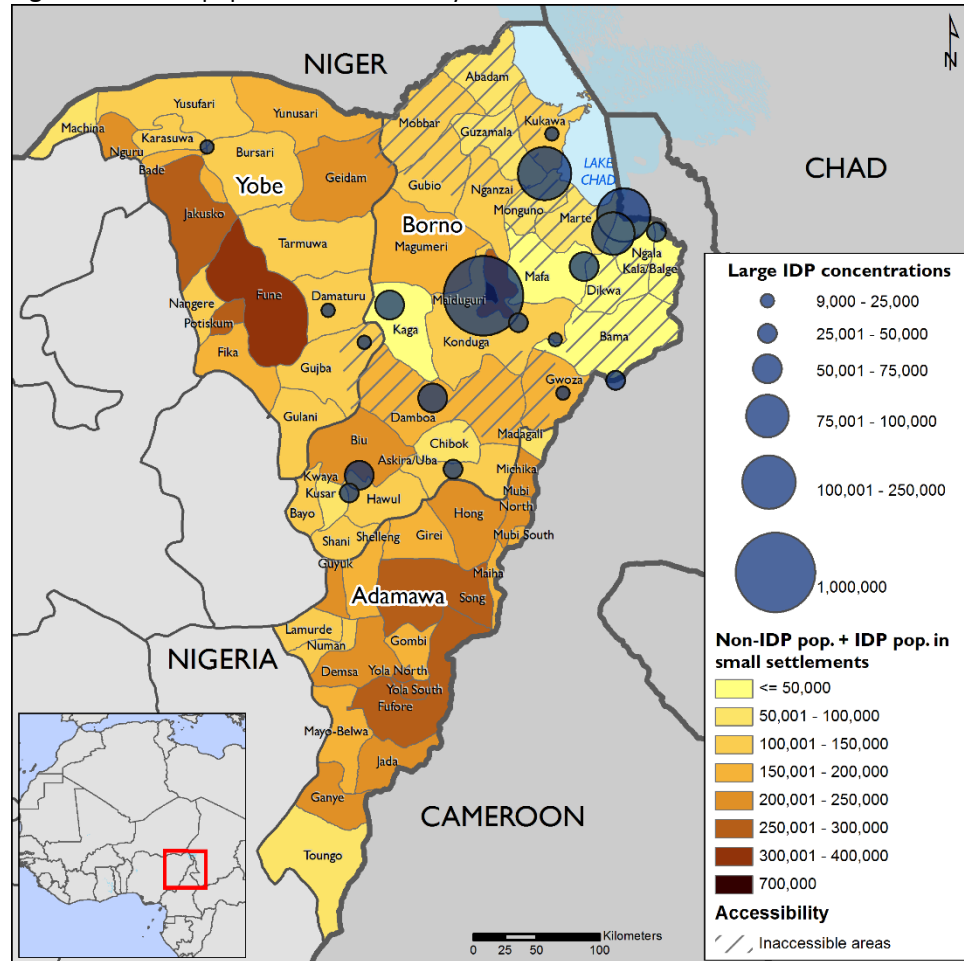 NIGER
N
Abadam
Yusufari
Yunusari
Machina
Mobbar
Kukawa
Karasuwa
Guzamala
Nguru
Bursari
LAKE
CHAD
CHAD
Bade
Geidam
Gubio
Nganzai
Yobe
Monguno
Marte
Jakusko
Borno
Tarmuwa
Magumeri
Ngala
Mafa
Kala/Balge
Dikwa
Fune
Damaturu
Maiduguri
Nangere
Potiskum
Kaga
Konduga
Bama
Fika
Gujba
Gwoza
Damboa
Gulani
Madagali
Biu
Chibok
Askira/Uba
Michika
Kwaya
Kusar
Mubi
North
Bayo
Hawul
Hong
Shani
Shelleng
Girei
Mubi South
Guyuk
Maiha
Adamawa
Song
Lamurde
Numan
Gombi
NIGERIA
Demsa
Yola North
Yola South
Fufore
Mayo-Belwa
Jada
Ganye
CAMEROON
Toungo
Kilometers
0 25 50 100
Large IDP concentrations
9,000 - 25,000
25,001 - 50,000
50,001 - 75,000
75,001 - 100,000
100,001 - 250,000
1,000,000
Non-IDP pop. + IDP pop. in
small settlements
<= 50,000
50,001 - 100,000
100,001 - 150,000
150,001 - 200,000
200,001 - 250,000
250,001 - 300,000
300,001 - 400,000
700,000
Accessibility
Inaccessible areas